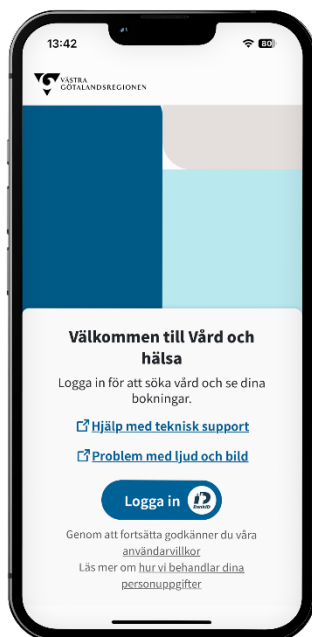 13:42
80
VÄSTRA
GÖTALANDSREGIONEN
Välkommen till Vård och
hälsa
Logga in för att söka vård och se dina
bokningar.
Hjälp med teknisk support
Problem med ljud och bild
Logga in
BankID
Genom att fortsätta godkänner du våra
användarvillkor
Läs mer om hur vi behandlar dina
personuppgifter